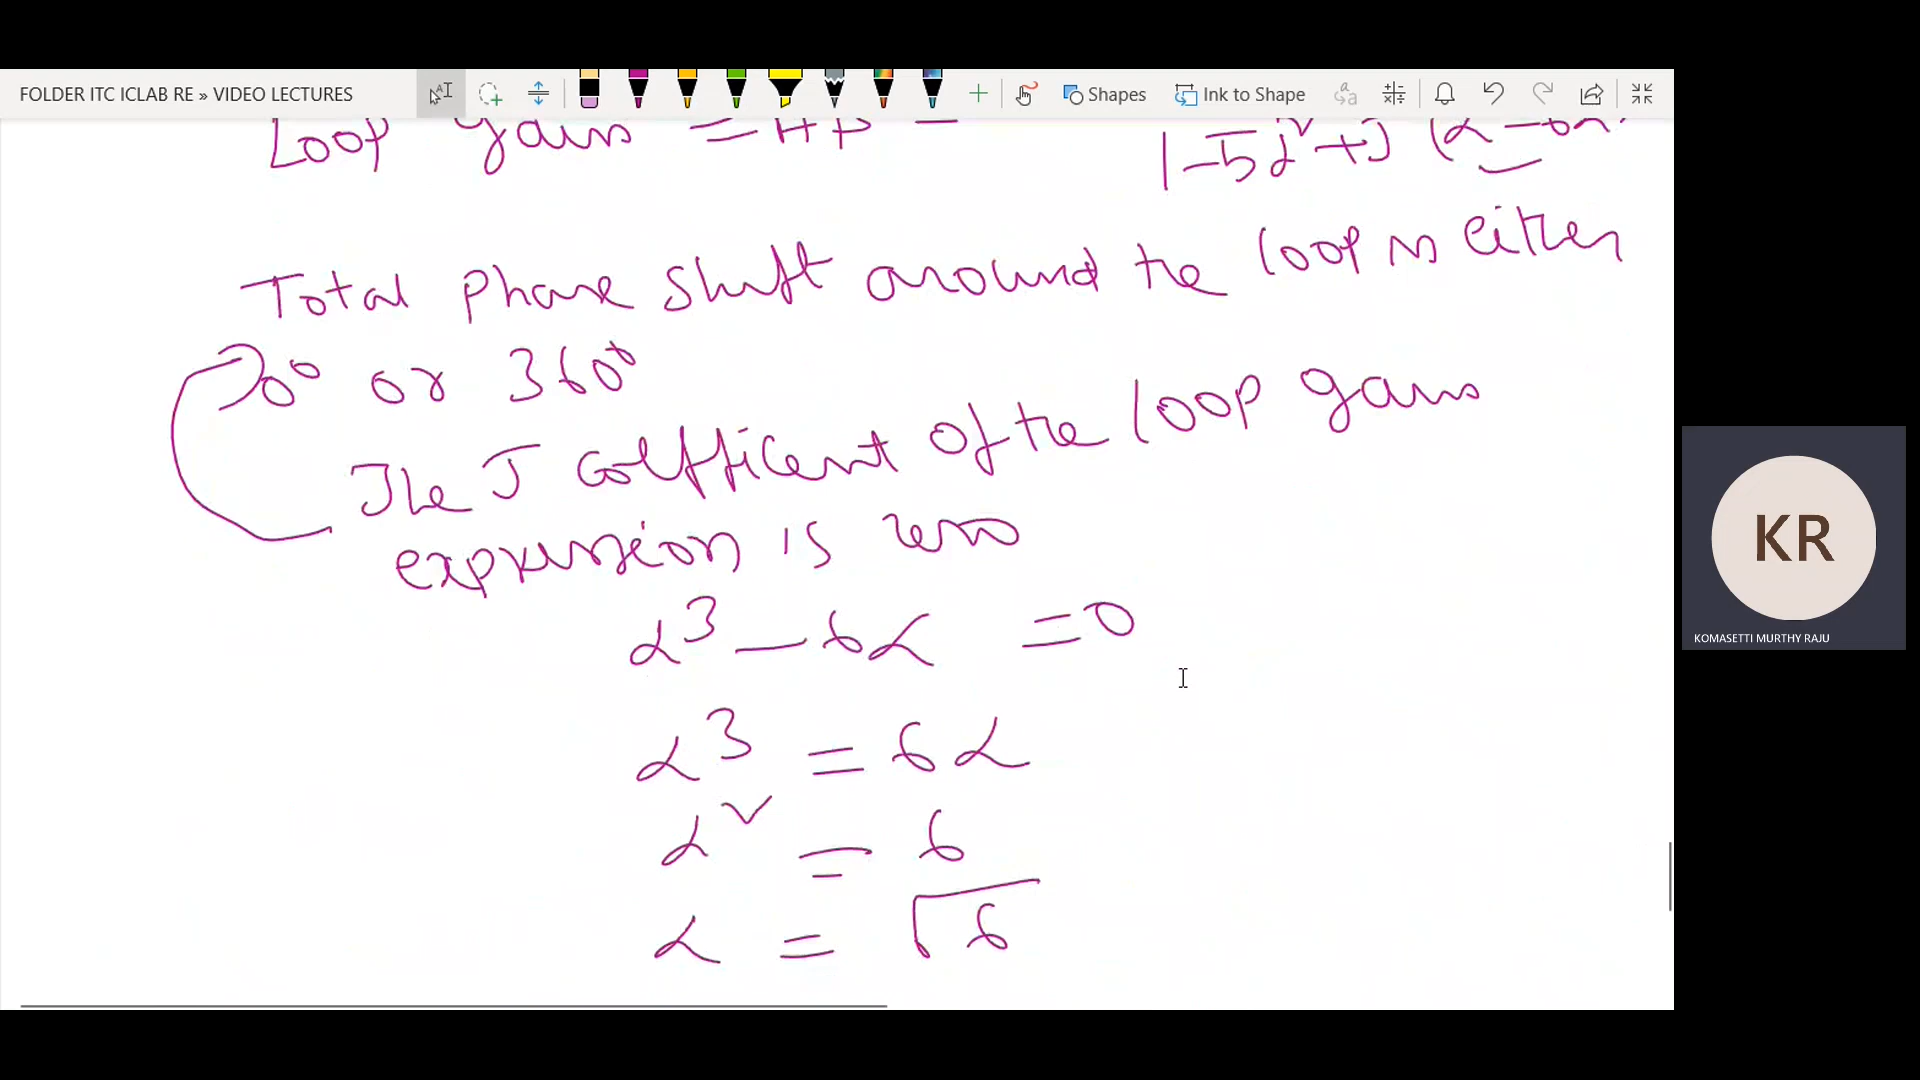 FOLDER ITC ICLAB RE » VIDEO LECTURES
Shapes
Ink to Shape
Loop gain = Aβ =
1-5α²+J (α³-6α)
Total phase shift around the loop is either
0° or 360°
The J coefficient of the loop gain
expression is zero
α³ - 6α = 0
α³ = 6α
α² = 6
α = √6
KR
KOMASETTI MURTHY RAJU